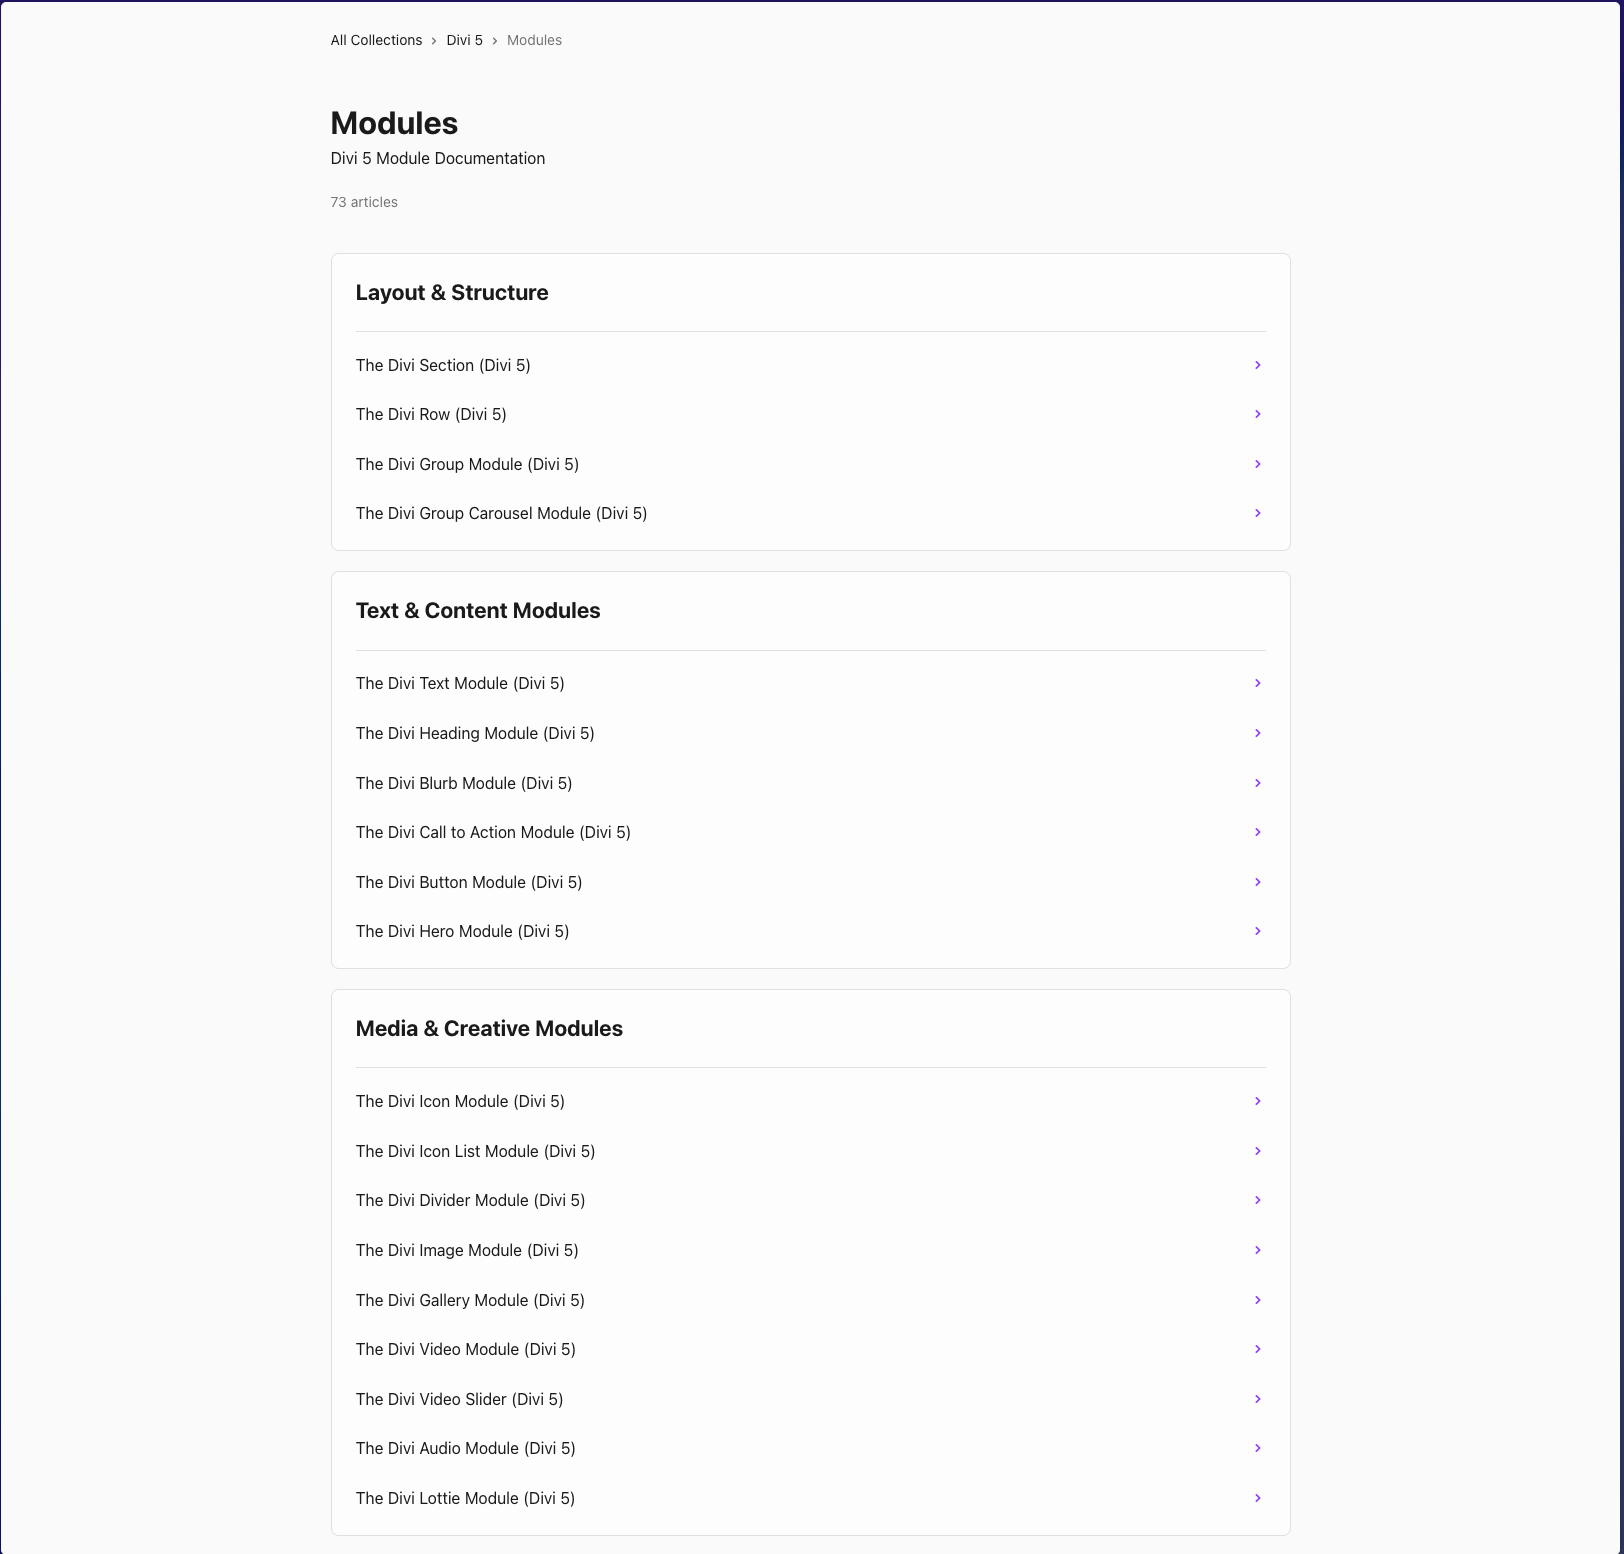 All Collections > Divi 5 > Modules
Modules
Divi 5 Module Documentation
73 articles
Layout & Structure
The Divi Section (Divi 5)
The Divi Row (Divi 5)
The Divi Group Module (Divi 5)
The Divi Group Carousel Module (Divi 5)
Text & Content Modules
The Divi Text Module (Divi 5)
The Divi Heading Module (Divi 5)
The Divi Blurb Module (Divi 5)
The Divi Call to Action Module (Divi 5)
The Divi Button Module (Divi 5)
The Divi Hero Module (Divi 5)
Media & Creative Modules
The Divi Icon Module (Divi 5)
The Divi Icon List Module (Divi 5)
The Divi Divider Module (Divi 5)
The Divi Image Module (Divi 5)
The Divi Gallery Module (Divi 5)
The Divi Video Module (Divi 5)
The Divi Video Slider (Divi 5)
The Divi Audio Module (Divi 5)
The Divi Lottie Module (Divi 5)